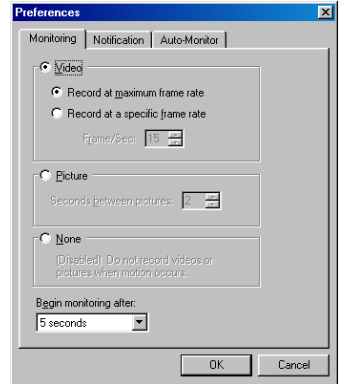 Preferences
Monitoring Notification Auto-Monitor
Video
Record at maximum frame rate
Record at a specific frame rate
Frame/Sec: 15
Picture
Seconds between pictures: 2
None
(Disabled) Do not record videos or
pictures when motion occurs..
Begin monitoring after:
5 seconds
OK Cancel